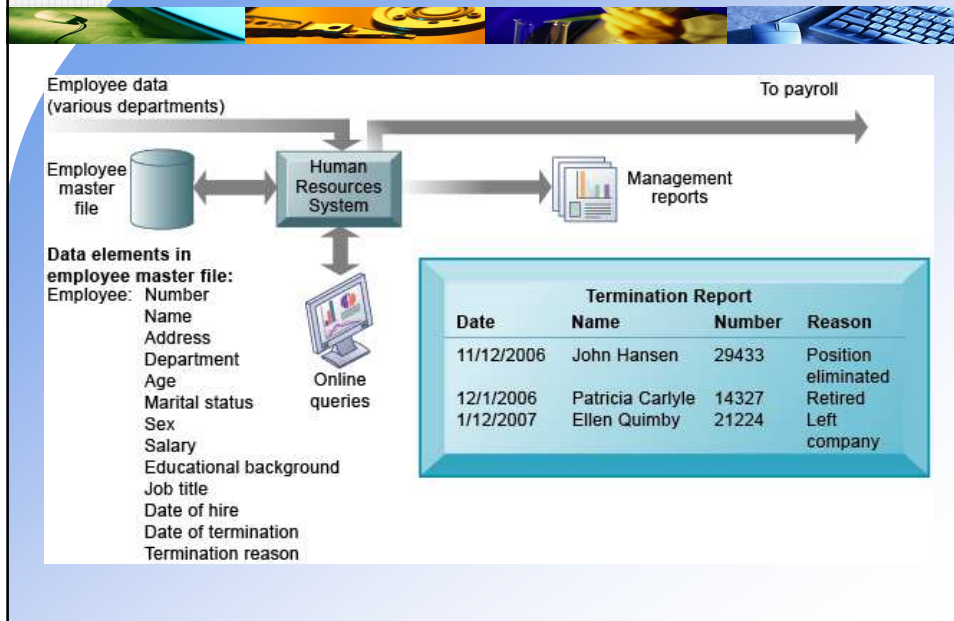 Employee data
(various departments)
To payroll
Employee
master
file
Human
Resources
System
Management
reports
Data elements in
employee master file:
Employee: Number
Name
Address
Department
Age
Marital status
Sex
Salary
Educational background
Job title
Date of hire
Date of termination
Termination reason
Online
queries
Termination Report
Date Name Number Reason
11/12/2006 John Hansen 29433 Position
eliminated
12/1/2006 Patricia Carlyle 14327 Retired
1/12/2007 Ellen Quimby 21224 Left
company